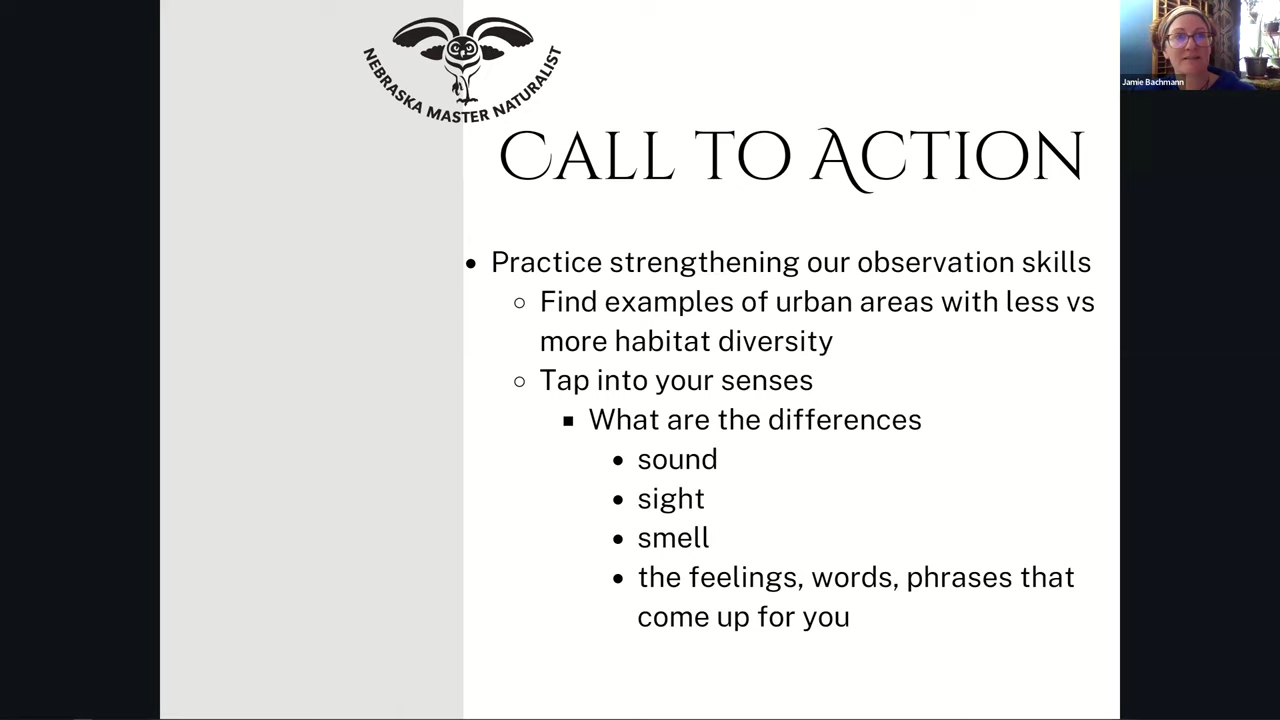 NEBRASKA MASTER NATURALIST
Jamie Bachmann
CALL TO ACTION
• Practice strengthening our observation skills
○ Find examples of urban areas with less vs
more habitat diversity
○ Tap into your senses
▪ What are the differences
• sound
• sight
• smell
• the feelings, words, phrases that
come up for you